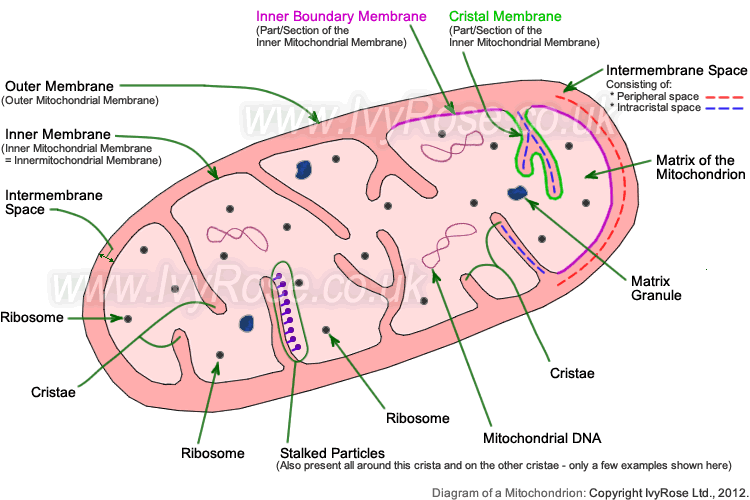 Inner Boundary Membrane
(Part/Section of the
Inner Mitochondrial Membrane)
Cristal Membrane
(Part/Section of the
Inner Mitochondrial Membrane)
Outer Membrane
(Outer Mitochondrial Membrane)
Intermembrane Space
Consisting of:
* Peripheral space
* Intracristal space
www.IvyRose.co.uk
Inner Membrane
(Inner Mitochondrial Membrane
= Innermitochondrial Membrane)
Matrix of the
Mitochondrion
Intermembrane
Space
www.IvyRose.co.uk
Matrix
Granule
Ribosome
Cristae
Cristae
Ribosome
Ribosome
Stalked Particles
Mitochondrial DNA
(Also present all around this crista and on the other cristae - only a few examples shown here)
Diagram of a Mitochondrion: Copyright IvyRose Ltd., 2012.